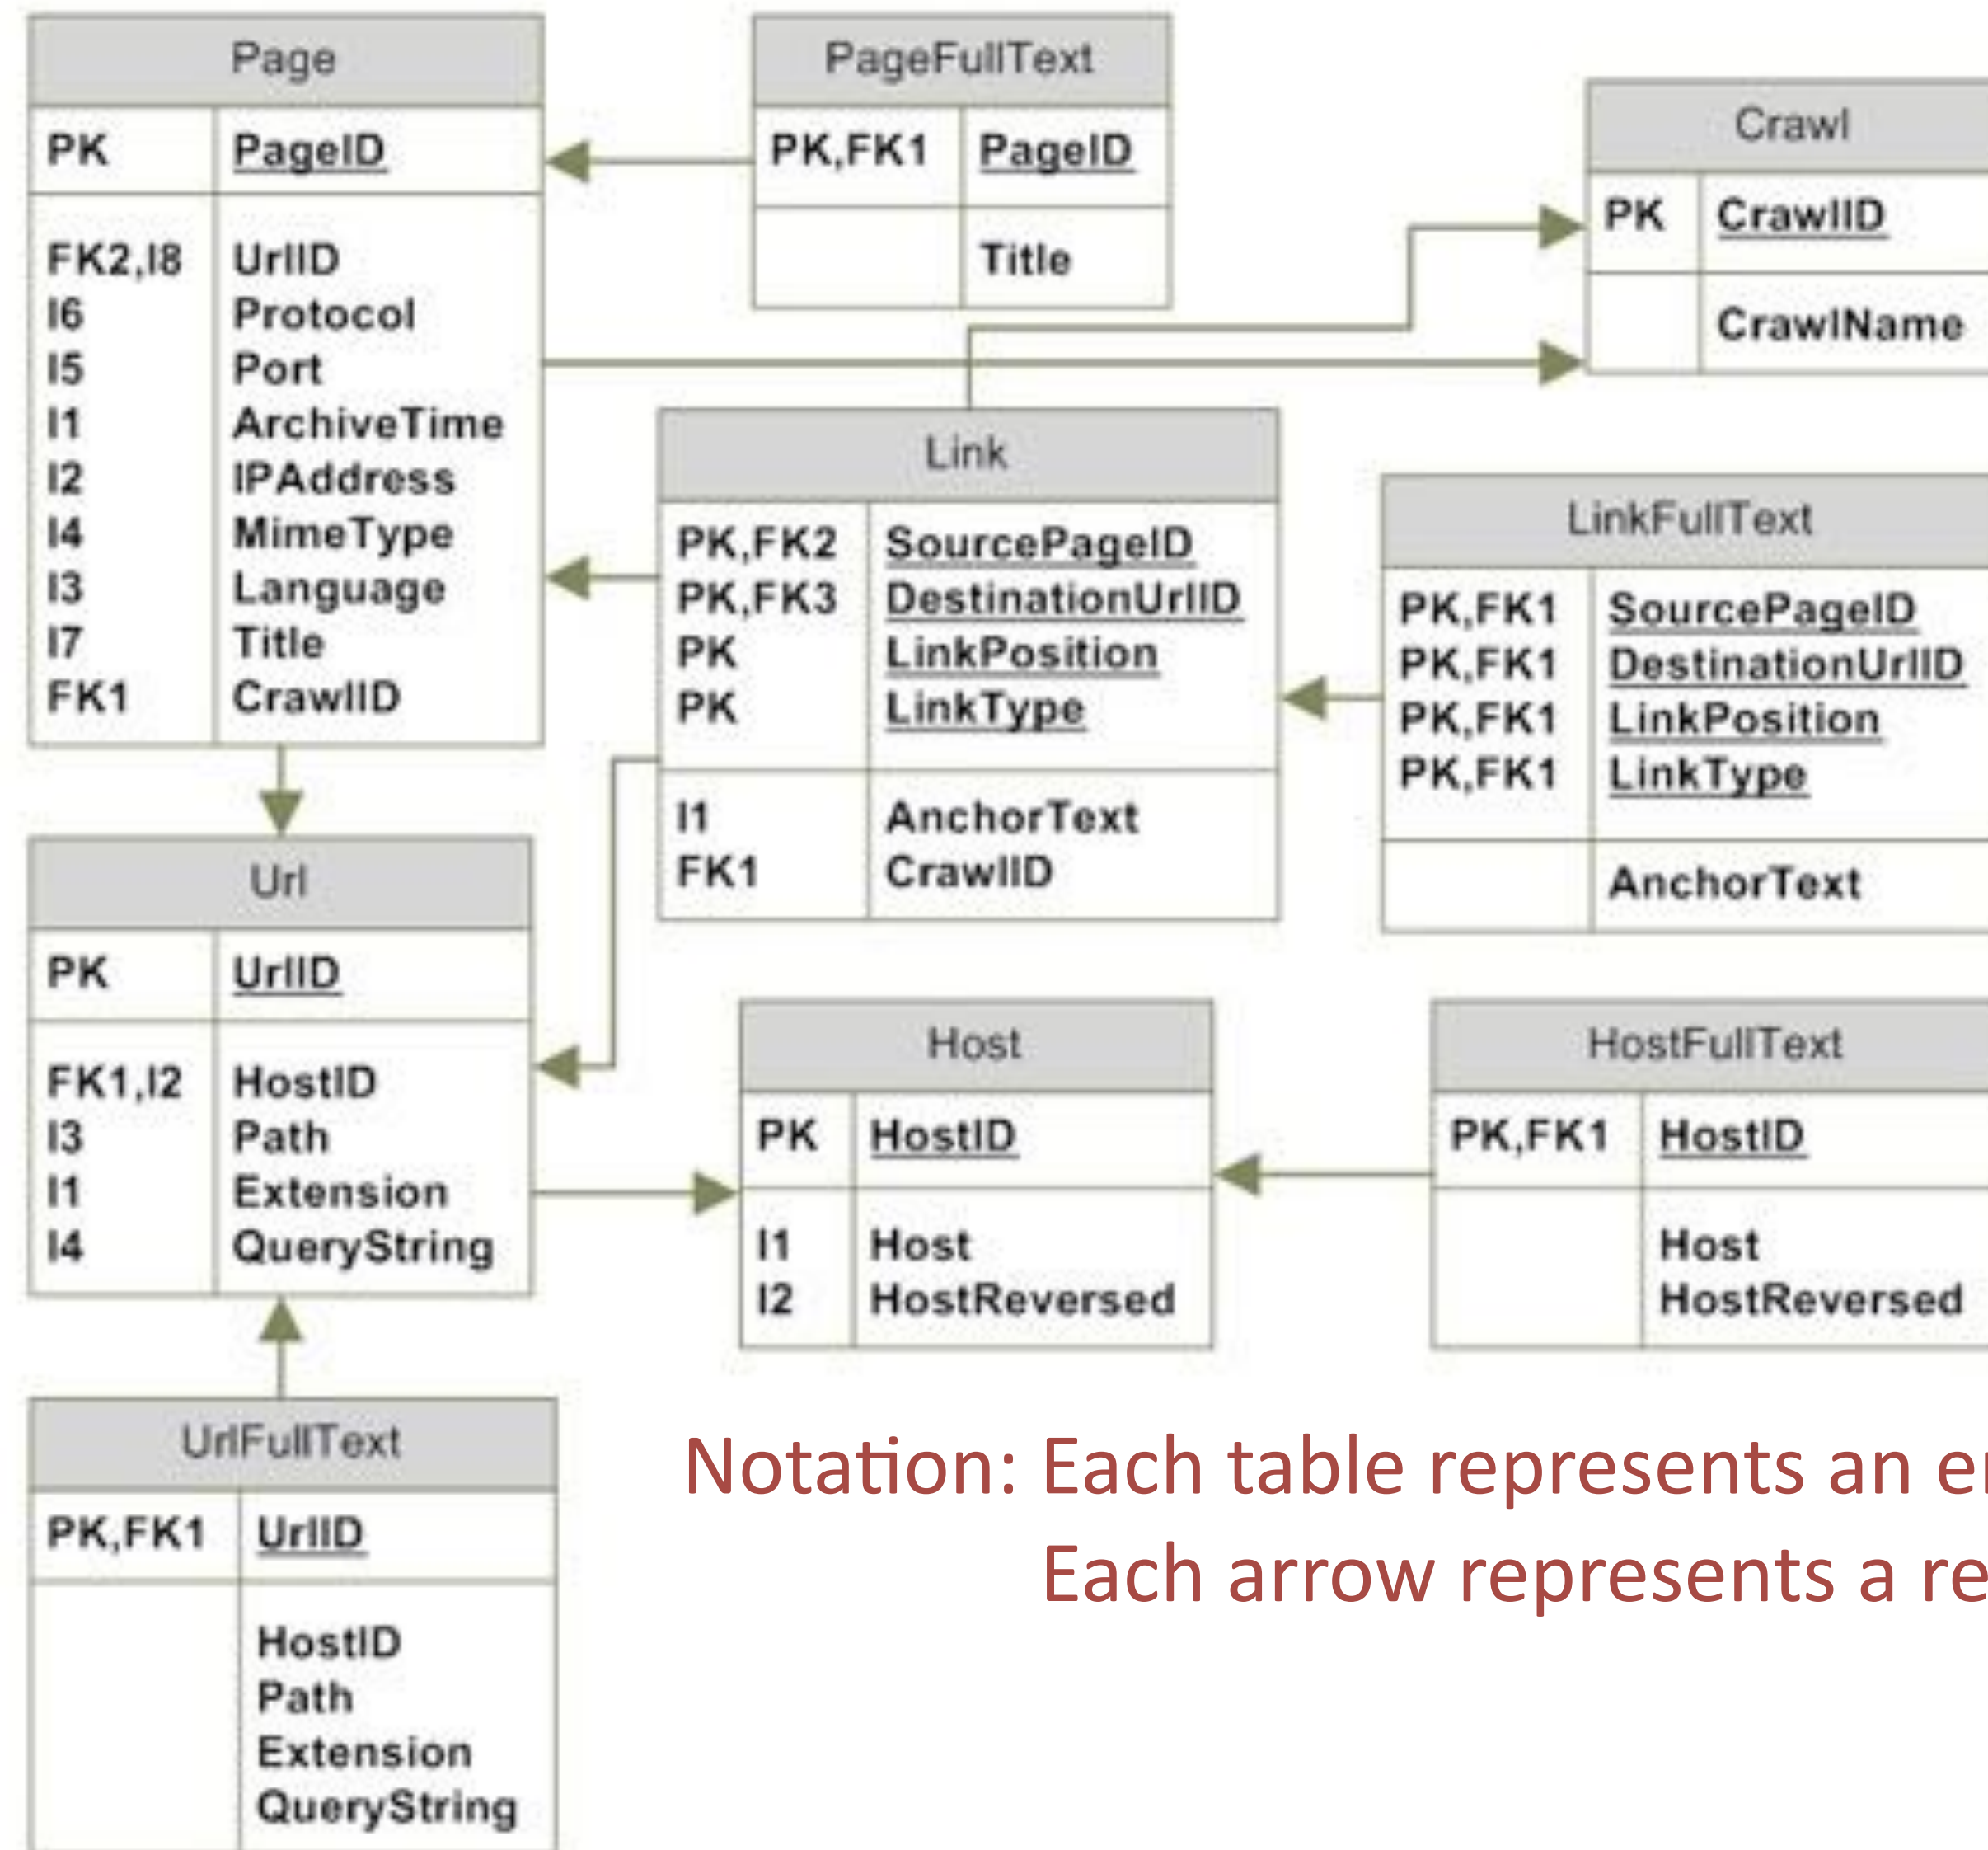 Page
PK PageID
FK2,I8 UrlID
I6 Protocol
I5 Port
I1 ArchiveTime
I2 IPAddress
I4 MimeType
I3 Language
I7 Title
FK1 CrawlID
PageFullText
PK,FK1 PageID
Title
Crawl
PK CrawlID
CrawlName
Link
PK,FK2 SourcePageID
PK,FK3 DestinationUrlID
PK LinkPosition
PK LinkType
I1 AnchorText
FK1 CrawlID
LinkFullText
PK,FK1 SourcePageID
PK,FK1 DestinationUrlID
PK,FK1 LinkPosition
PK,FK1 LinkType
AnchorText
Url
PK UrlID
FK1,I2 HostID
I3 Path
I1 Extension
I4 QueryString
Host
PK HostID
I1 Host
I2 HostReversed
HostFullText
PK,FK1 HostID
Host
HostReversed
UrlFullText
PK,FK1 UrlID
HostID
Path
Extension
QueryString
Notation: Each table represents an
Each arrow represents a